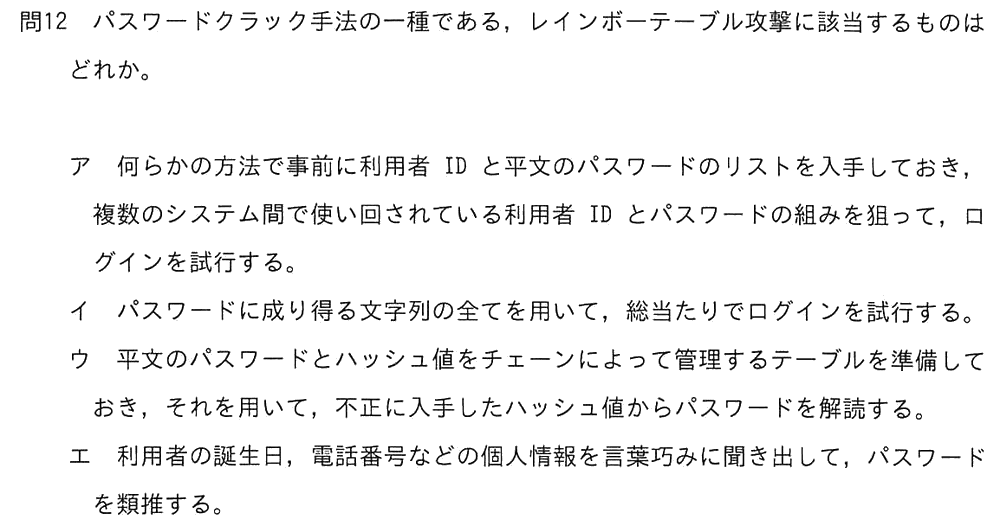 問12　パスワードクラック手法の一種である，レインボーテーブル攻撃に該当するものは
どれか。
ア　何らかの方法で事前に利用者 ID と平文のパスワードのリストを入手しておき，
複数のシステム間で使い回されている利用者 ID とパスワードの組みを狙って，ロ
グインを試行する。
イ　パスワードに成り得る文字列の全てを用いて，総当たりでログインを試行する。
ウ　平文のパスワードとハッシュ値をチェーンによって管理するテーブルを準備して
おき，それを用いて，不正に入手したハッシュ値からパスワードを解読する。
エ　利用者の誕生日，電話番号などの個人情報を言葉巧みに聞き出して，パスワード
を類推する。